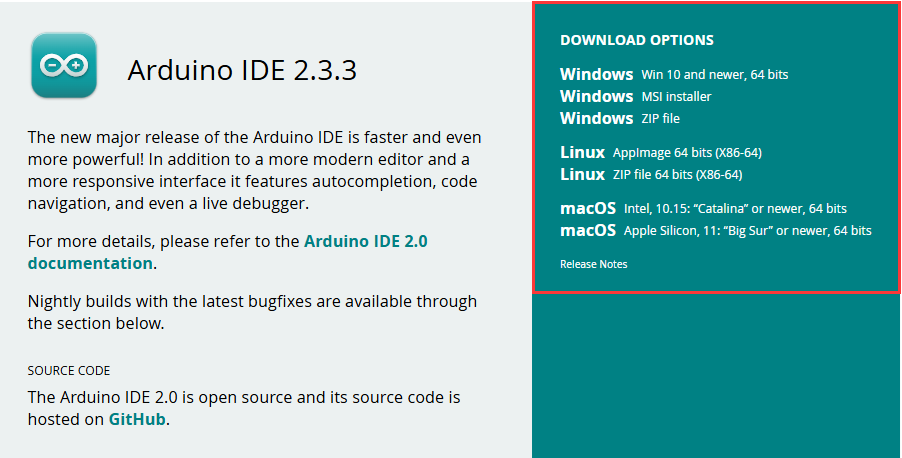 Arduino IDE 2.3.3
The new major release of the Arduino IDE is faster and even
more powerful! In addition to a more modern editor and a
more responsive interface it features autocompletion, code
navigation, and even a live debugger.
For more details, please refer to the Arduino IDE 2.0
documentation.
Nightly builds with the latest bugfixes are available through
the section below.
SOURCE CODE
The Arduino IDE 2.0 is open source and its source code is
hosted on GitHub.
DOWNLOAD OPTIONS
Windows Win 10 and newer, 64 bits
Windows MSI installer
Windows ZIP file
Linux AppImage 64 bits (X86-64)
Linux ZIP file 64 bits (X86-64)
macOS Intel, 10.15: “Catalina” or newer, 64 bits
macOS Apple Silicon, 11: “Big Sur” or newer, 64 bits
Release Notes